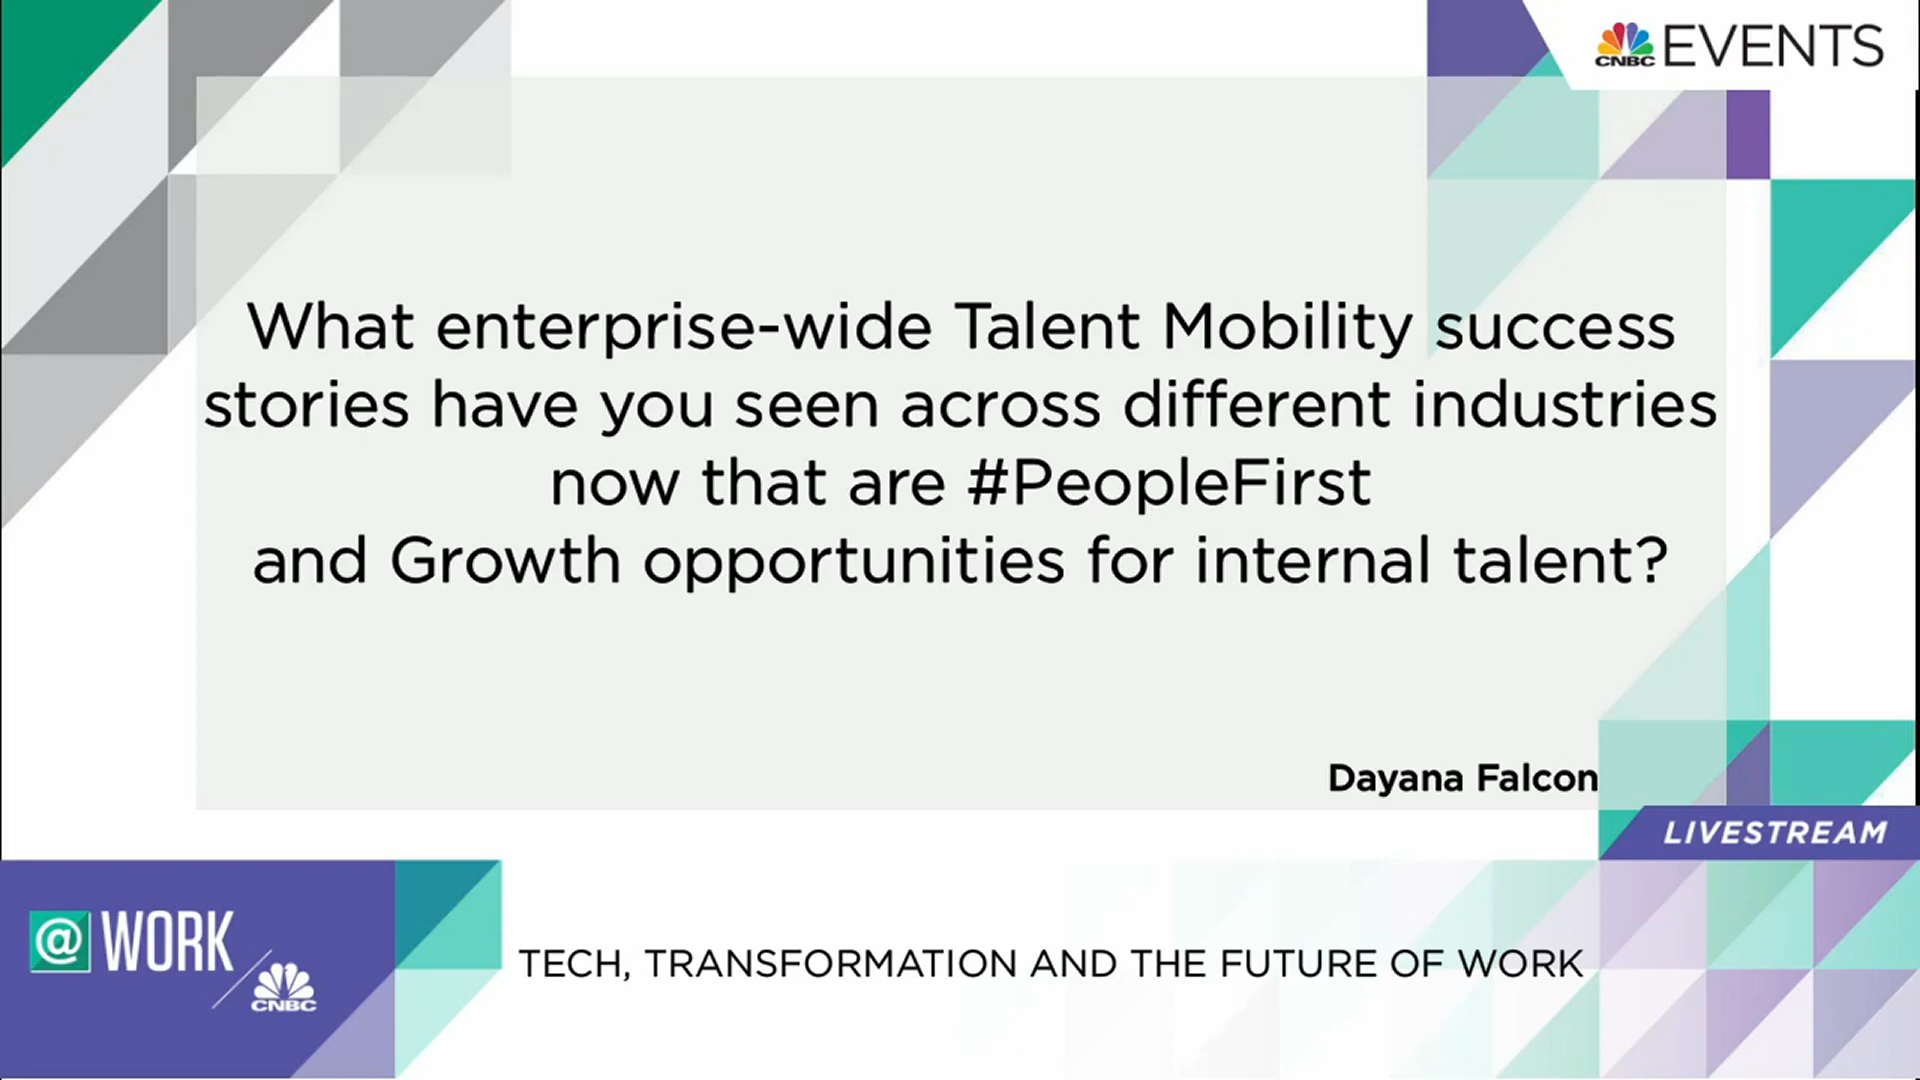 CNBC EVENTS
What enterprise-wide Talent Mobility success
stories have you seen across different industries
now that are #PeopleFirst
and Growth opportunities for internal talent?
Dayana Falcon
LIVESTREAM
@ WORK
CNBC
TECH, TRANSFORMATION AND THE FUTURE OF WORK